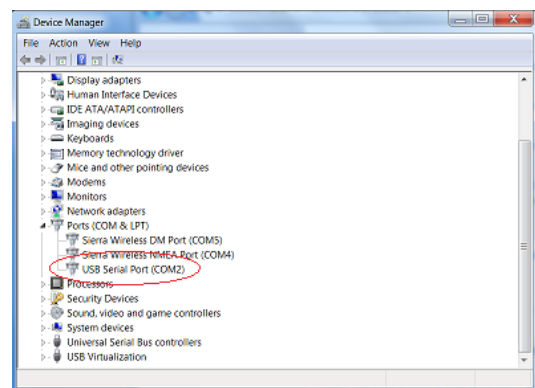 Device Manager
File Action View Help
Display adapters
Human Interface Devices
IDE ATA/ATAPI controllers
Imaging devices
Keyboards
Memory technology driver
Mice and other pointing devices
Modems
Monitors
Network adapters
Ports (COM & LPT)
Sierra Wireless DM Port (COM5)
Sierra Wireless NMEA Port (COM4)
USB Serial Port (COM2)
Processors
Security Devices
Sound, video and game controllers
System devices
Universal Serial Bus controllers
USB Virtualization